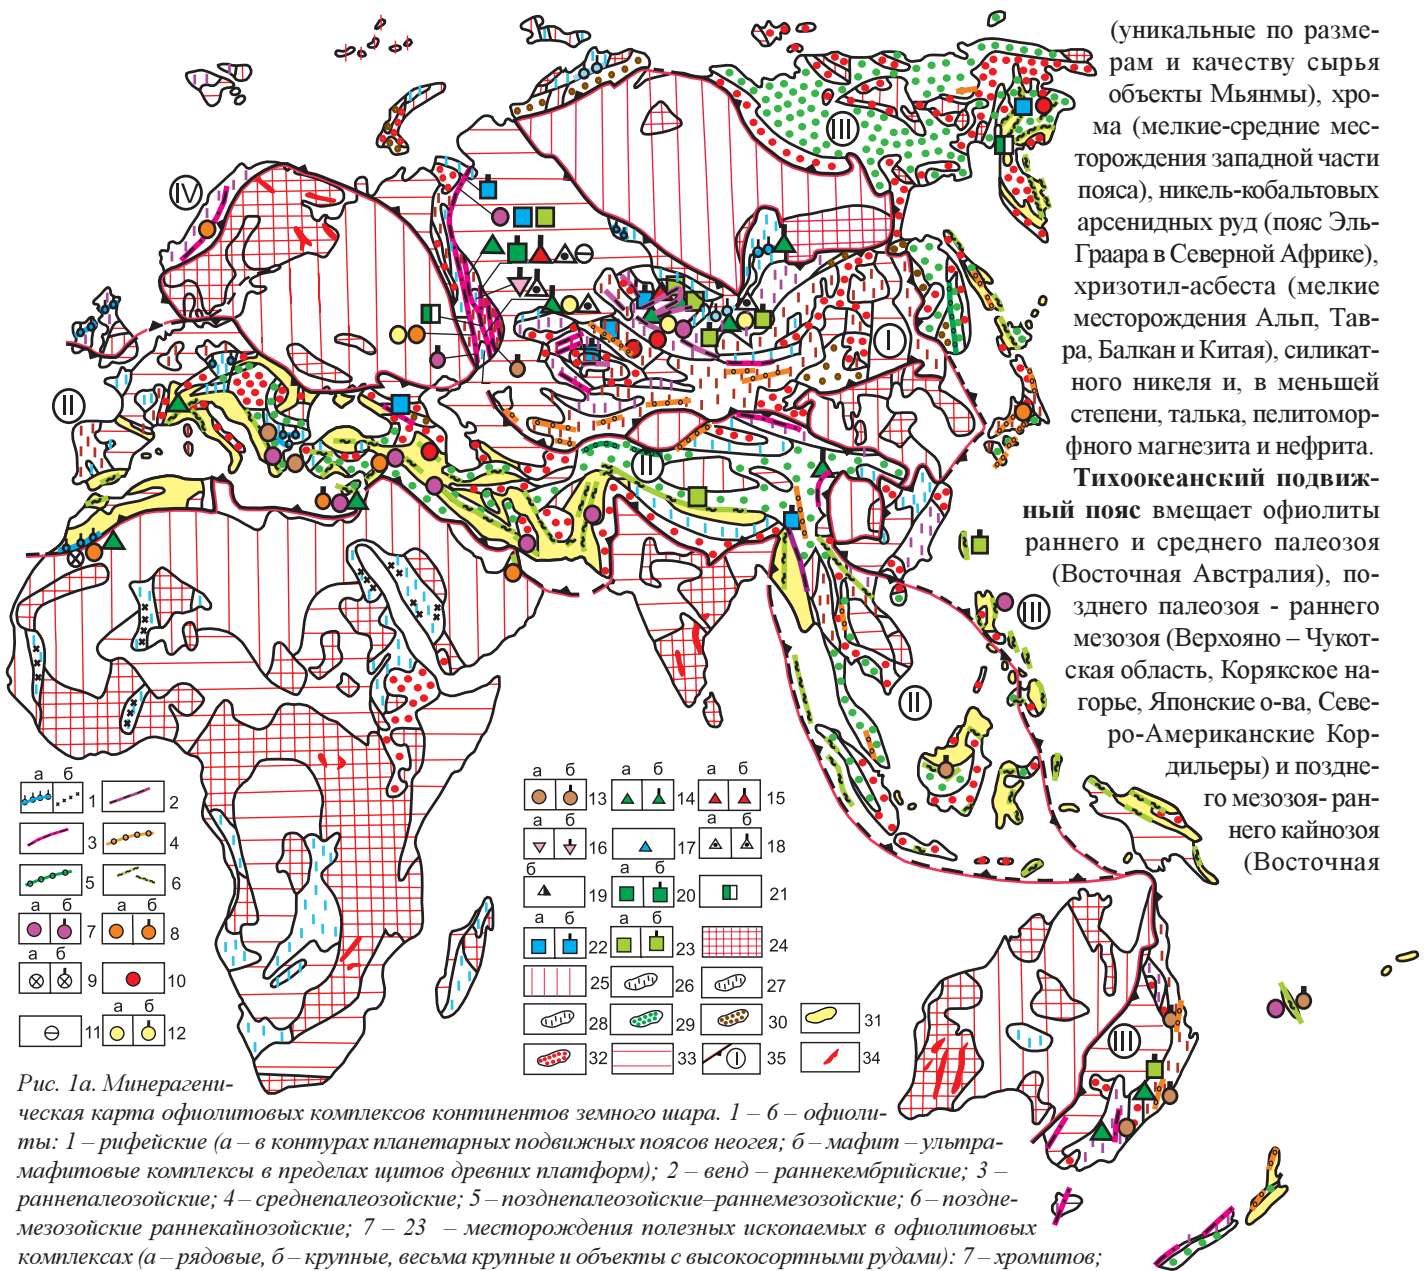 (уникальные по разме-
рам и качеству сырья
объекты Мьянмы), хро-
ма (мелкие-средние мес-
торождения западной части
пояса), никель-кобальтовых
арсенидных руд (пояс Эль-
Граара в Северной Африке),
хризотил-асбеста (мелкие
месторождения Альп, Тав-
ра, Балкан и Китая), силикат-
ного никеля и, в меньшей
степени, талька, пелитомор-
фного магнезита и нефрита.
Тихоокеанский подвиж-
ный пояс вмещает офиолиты
раннего и среднего палеозоя
(Восточная Австралия), по-
зднего палеозоя - раннего
мезозоя (Верхояно – Чукот-
ская область, Корякское на-
горье, Японские о-ва, Севе-
ро-Американские Кор-
дильеры) и поздне-
го мезозоя- ран-
него кайнозоя
(Восточная
III
IV
I
II
II
III
II
III
а б
1
2
3
4
5
6
а б
7
а б
8
а б
9
10
11
а б
12
а б
13
а б
14
а б
15
а б
16
17
а б
18
б
19
а б
20
21
а б
22
а б
23
24
25
26
27
28
29
30
31
32
33
I
35
34
Рис. 1а. Минерагени-
ческая карта офиолитовых комплексов континентов земного шара. 1 – 6 – офиоли-
ты: 1 – рифейские (а – в контурах планетарных подвижных поясов неогея; б – мафит – ультра-
мафитовые комплексы в пределах щитов древних платформ); 2 – венд – раннекембрийские; 3 –
раннепалеозойские; 4 – среднепалеозойские; 5 – позднепалеозойские–раннемезозойские; 6 – поздне-
мезозойские раннекайнозойские; 7 – 23 – месторождения полезных ископаемых в офиолитовых
комплексах (а – рядовые, б – крупные, весьма крупные и объекты с высокосортными рудами): 7 – хромитов;